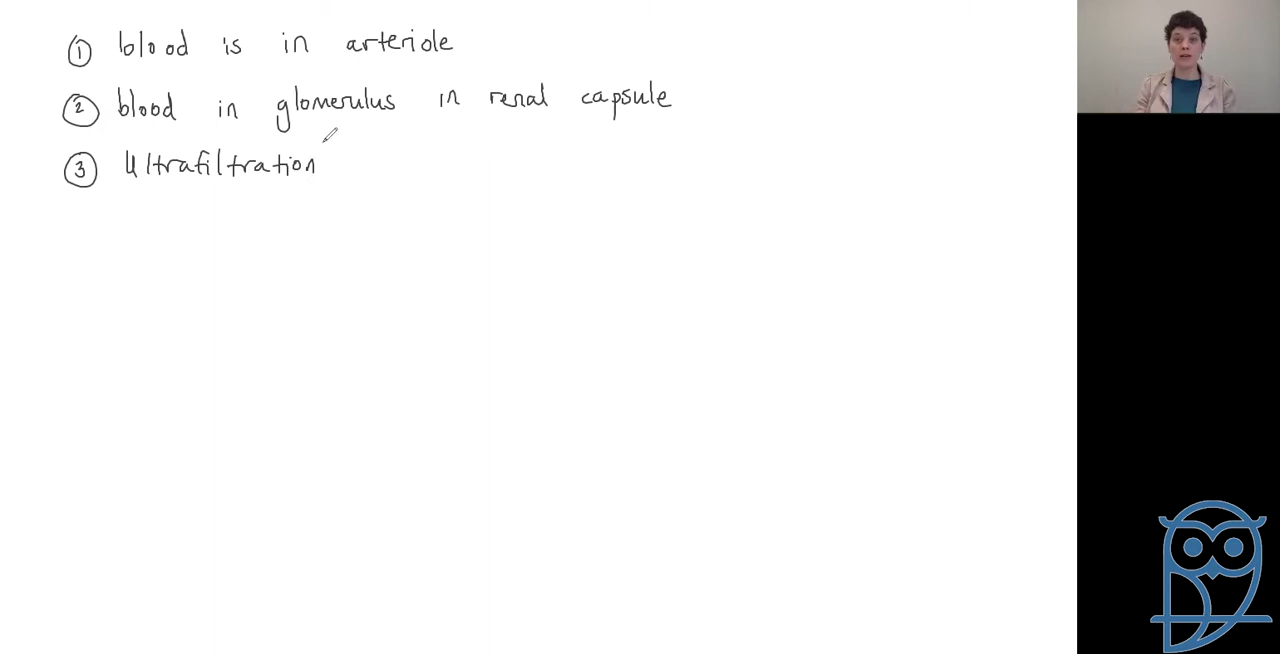 ① blood is in arteriole
② blood in glomerulus in renal capsule
③ Ultrafiltration